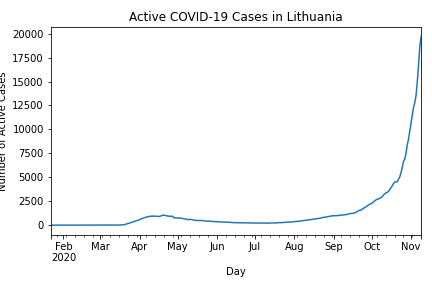 Active COVID-19 Cases in Lithuania
Number of Active Cases
20000
17500
15000
12500
10000
7500
5000
2500
0
Feb Mar Apr May Jun Jul Aug Sep Oct Nov
2020
Day